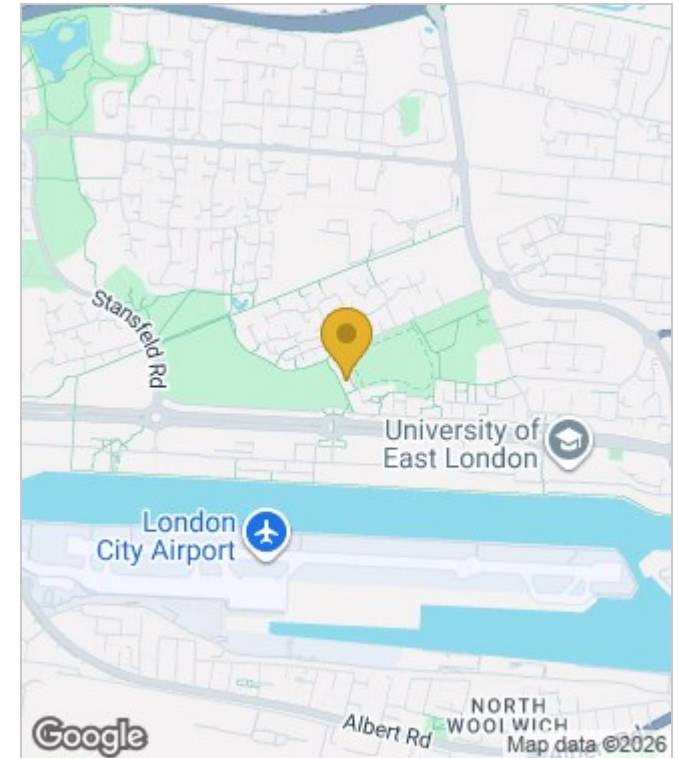 Stansfeld Rd
University of
East London
London
City Airport
NORTH
WOOLWICH
Albert Rd
Google
Map data ©2026